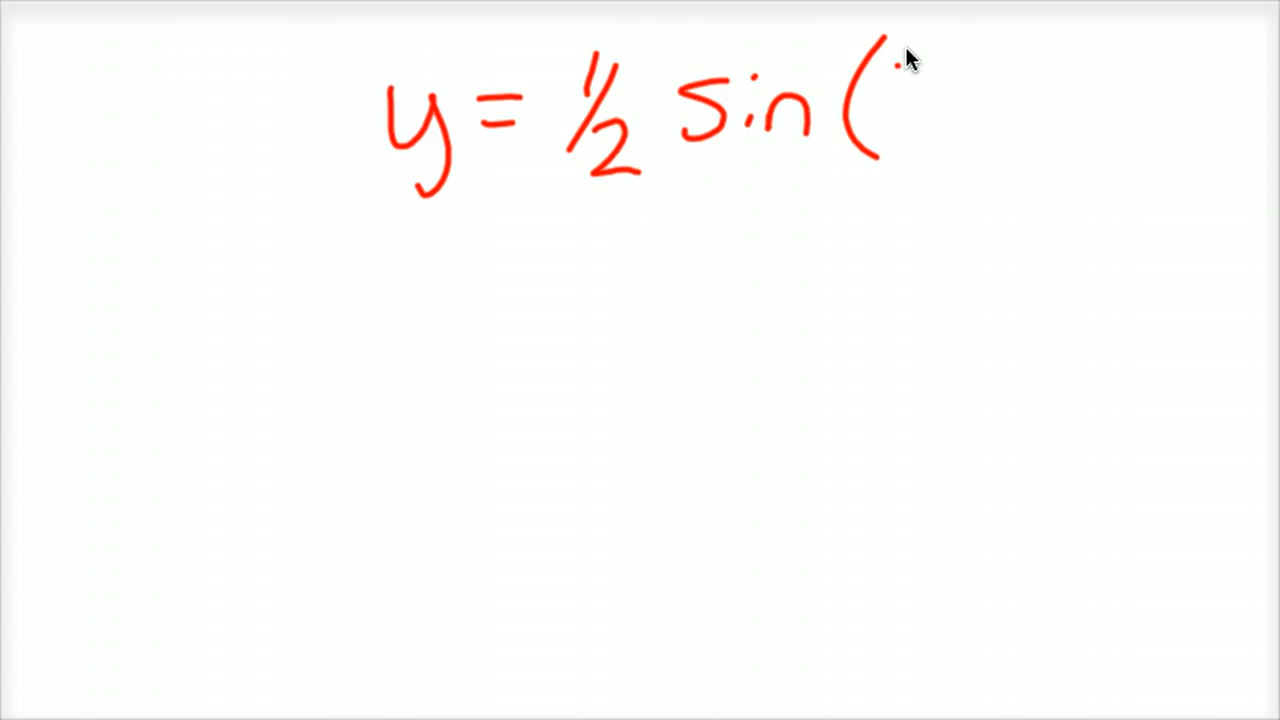 y = 1/2 sin (